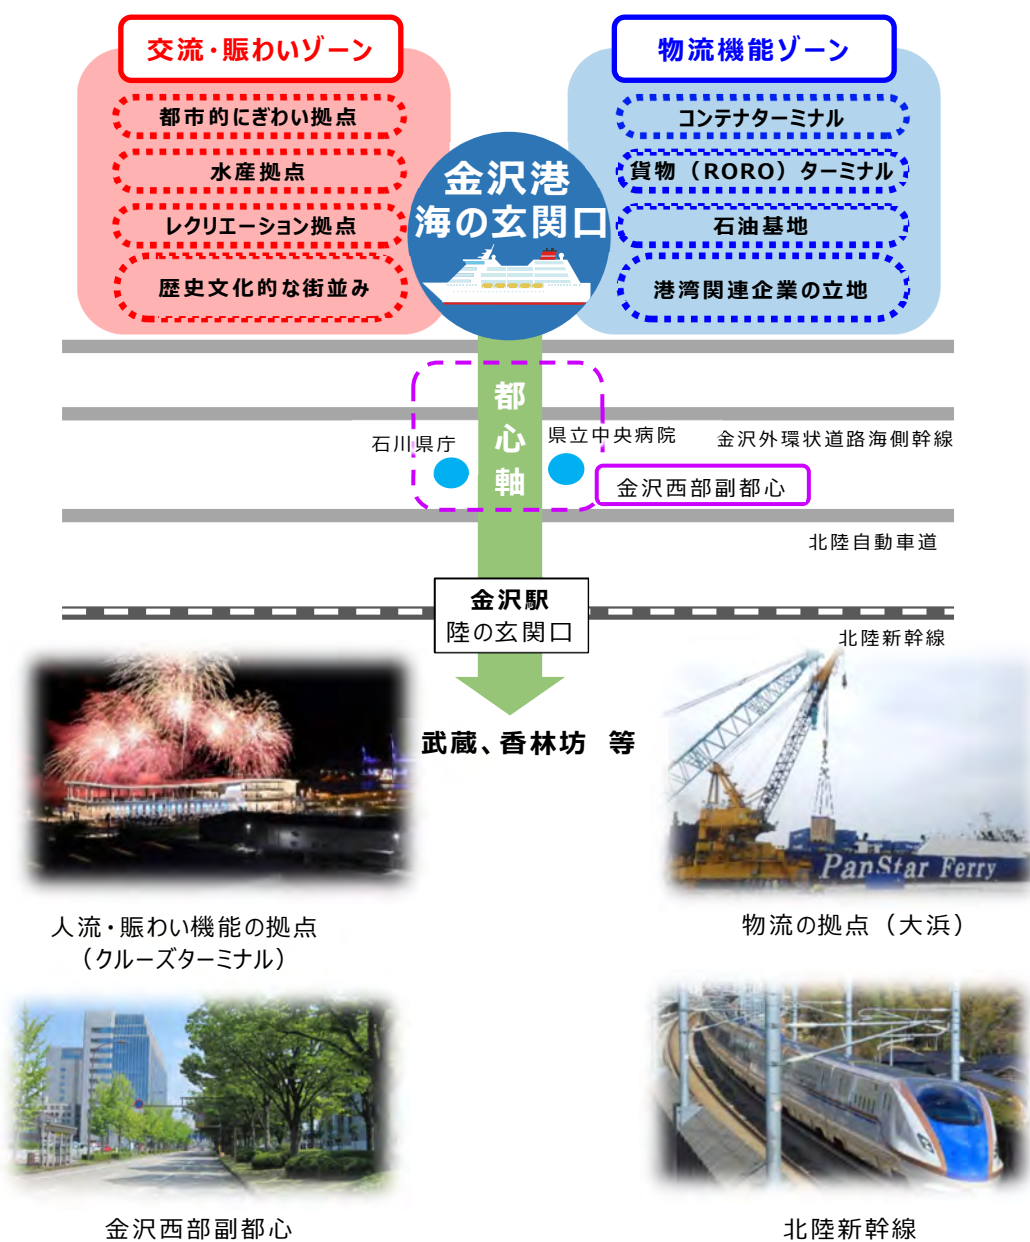 交流・賑わいゾーン
都市的にぎわい拠点
水産拠点
レクリエーション拠点
歴史文化的な街並み
金沢港
海の玄関口
物流機能ゾーン
コンテナターミナル
貨物（RORO）ターミナル
石油基地
港湾関連企業の立地
都心軸
石川県庁
県立中央病院
金沢外環状道路海側幹線
金沢西部副都心
北陸自動車道
金沢駅
陸の玄関口
北陸新幹線
武蔵、香林坊 等
PanStar Ferry
人流・賑わい機能の拠点
（クルーズターミナル）
物流の拠点（大浜）
金沢西部副都心
北陸新幹線